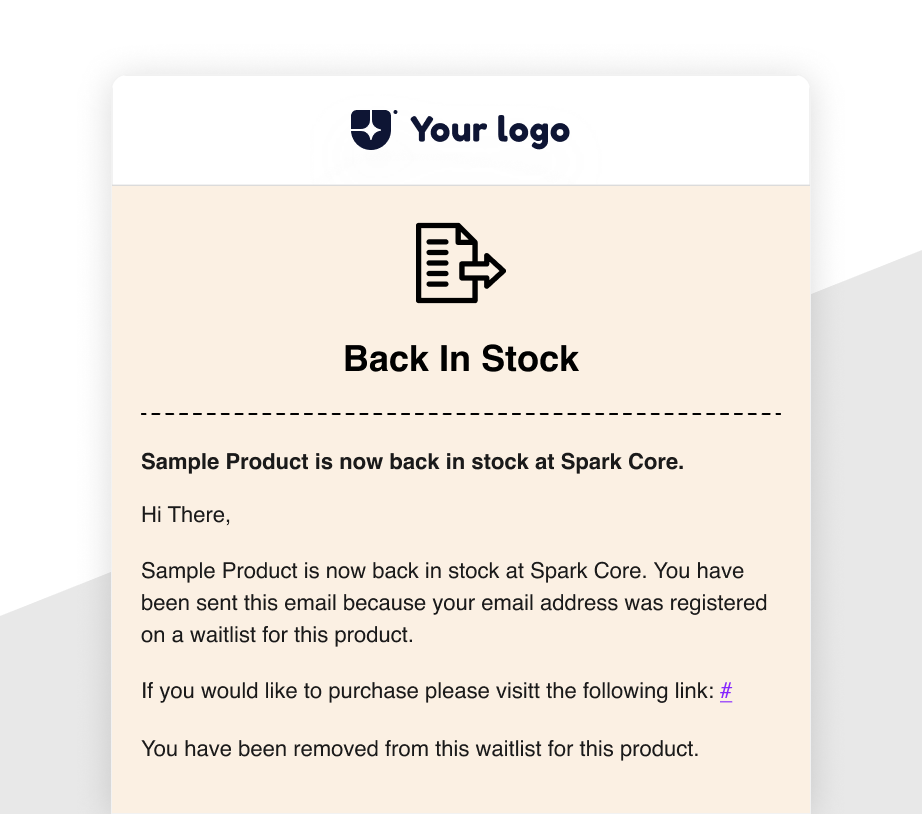 Your logo
Back In Stock
Sample Product is now back in stock at Spark Core.
Hi There,
Sample Product is now back in stock at Spark Core. You have
been sent this email because your email address was registered
on a waitlist for this product.
If you would like to purchase please visitt the following link: #
You have been removed from this waitlist for this product.